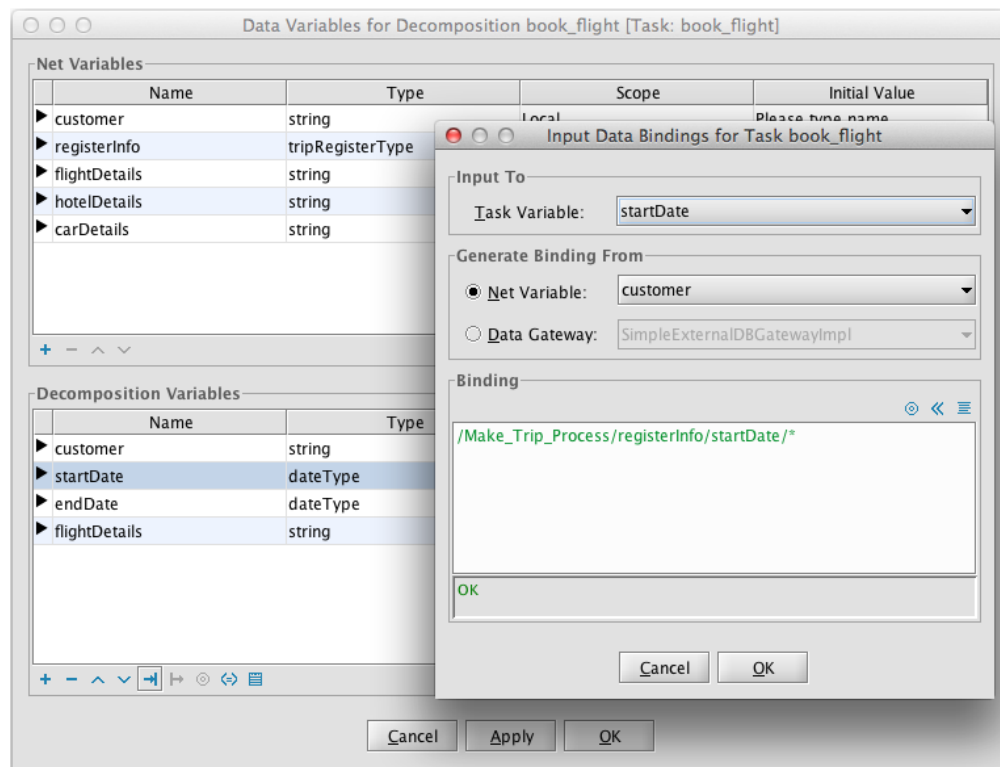 Data Variables for Decomposition book_flight [Task: book_flight]
Net Variables
Name Type Scope Initial Value
customer string Local Please type name
registerInfo tripRegisterType
flightDetails string
hotelDetails string
carDetails string
Decomposition Variables
Name Type
customer string
startDate dateType
endDate dateType
flightDetails string
Cancel Apply OK
Input Data Bindings for Task book_flight
Input To
Task Variable: startDate
Generate Binding From
Net Variable: customer
Data Gateway: SimpleExternalDBGatewayImpl
Binding
/Make_Trip_Process/registerInfo/startDate/*
OK
Cancel OK